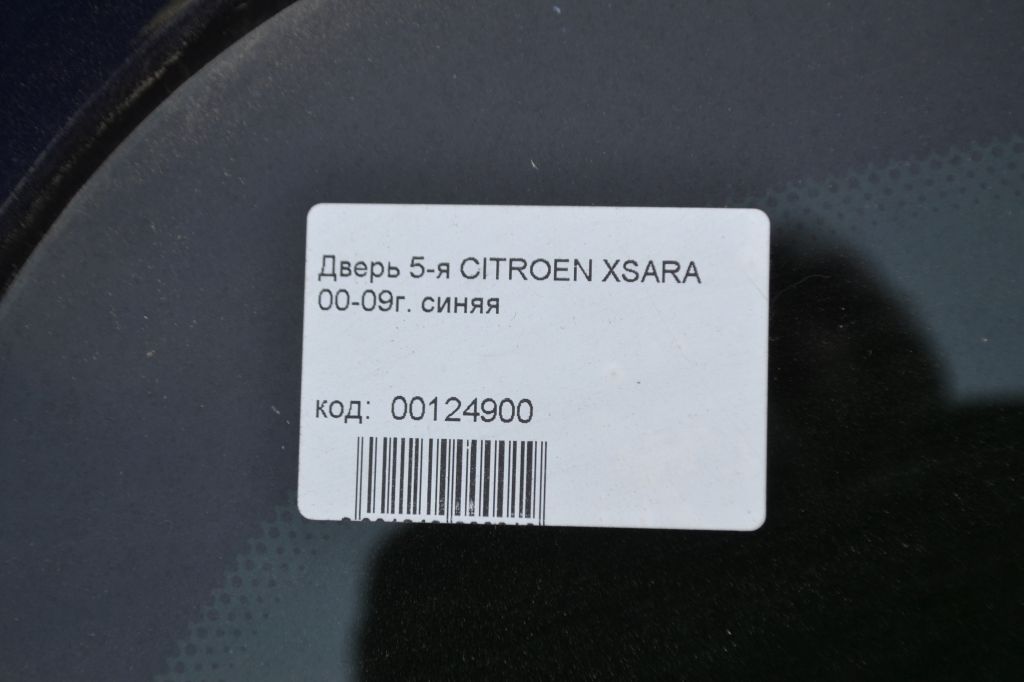 Дверь 5-я CITROEN XSARA
00-09г. синяя
код: 00124900